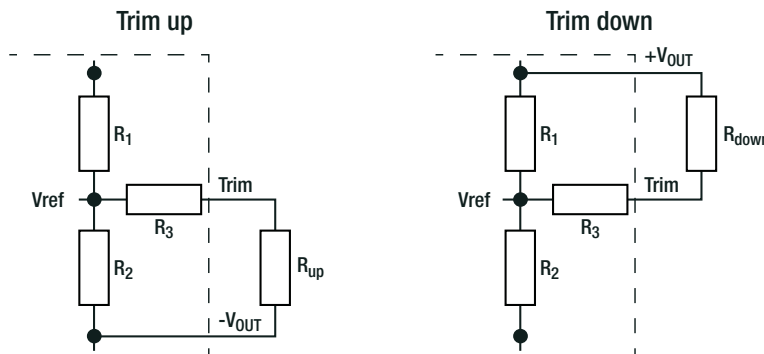 Trim up
R1
Vref
Trim
R3
R2
Rup
-VOUT
Trim down
+VOUT
R1
Rdown
Vref
Trim
R3
R2